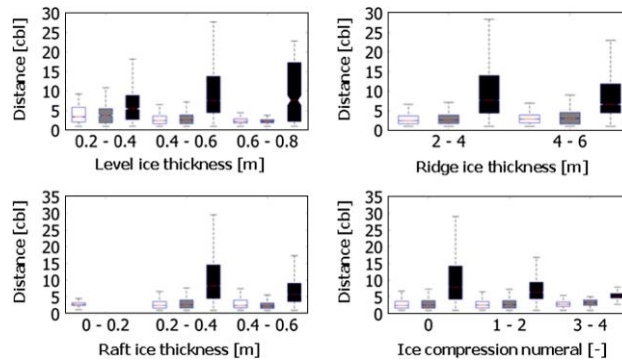 Distance [cbl]
30
25
20
15
10
5
0
0.2 - 0.4 0.4 - 0.6 0.6 - 0.8
Level ice thickness [m]
Distance [cbl]
30
25
20
15
10
5
0
2 - 4 4 - 6
Ridge ice thickness [m]
Distance [cbl]
35
30
25
20
15
10
5
0
0 - 0.2 0.2 - 0.4 0.4 - 0.6
Raft ice thickness [m]
Distance [cbl]
35
30
25
20
15
10
5
0
0 1 - 2 3 - 4
Ice compression numeral [-]